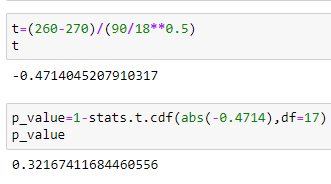 t=(260-270)/(90/18**0.5)
t
-0.4714045207910317
p_value=1-stats.t.cdf(abs(-0.4714),df=17)
p_value
0.32167411684460556